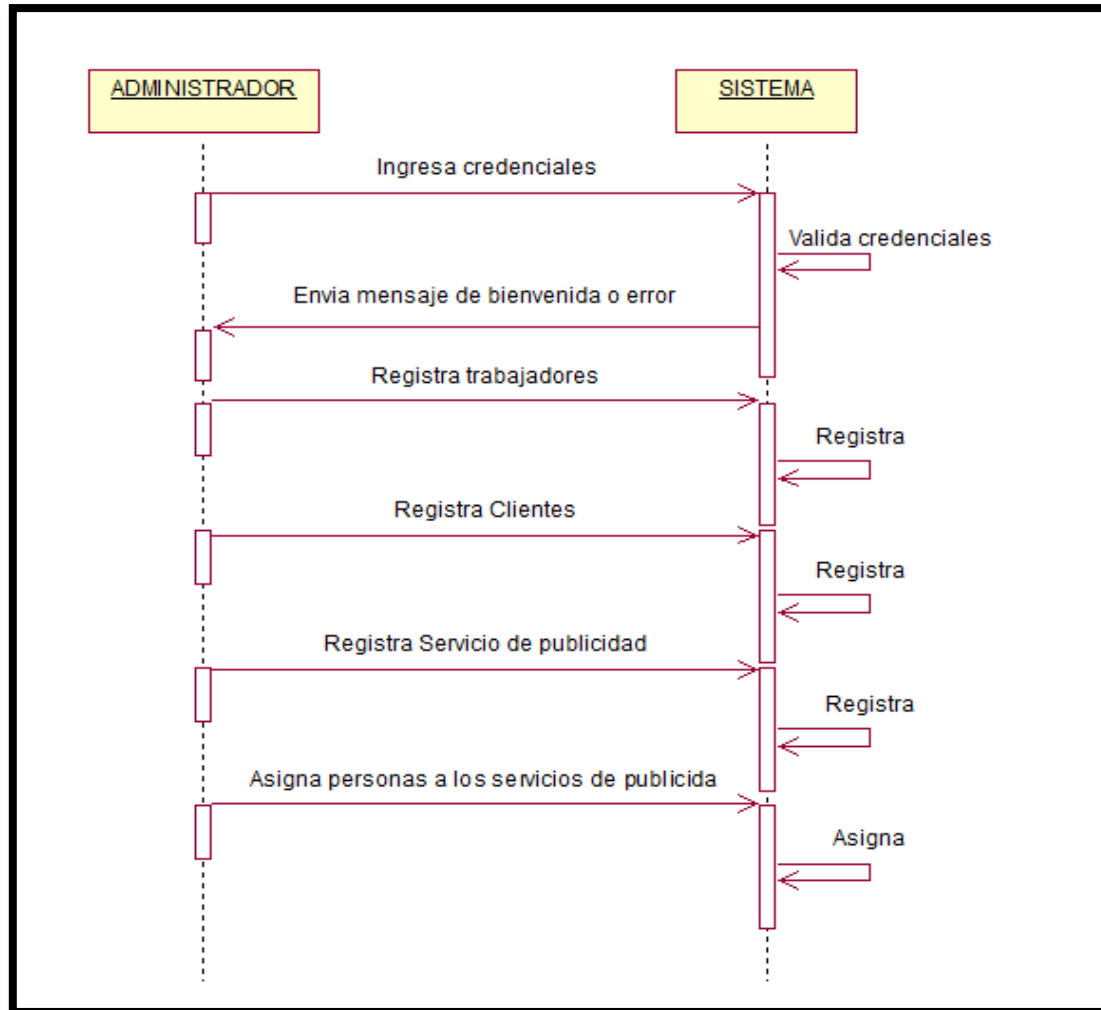 ADMINISTRADOR
SISTEMA
Ingresa credenciales
Valida credenciales
Envia mensaje de bienvenida o error
Registra trabajadores
Registra
Registra Clientes
Registra
Registra Servicio de publicidad
Registra
Asigna personas a los servicios de publicida
Asigna